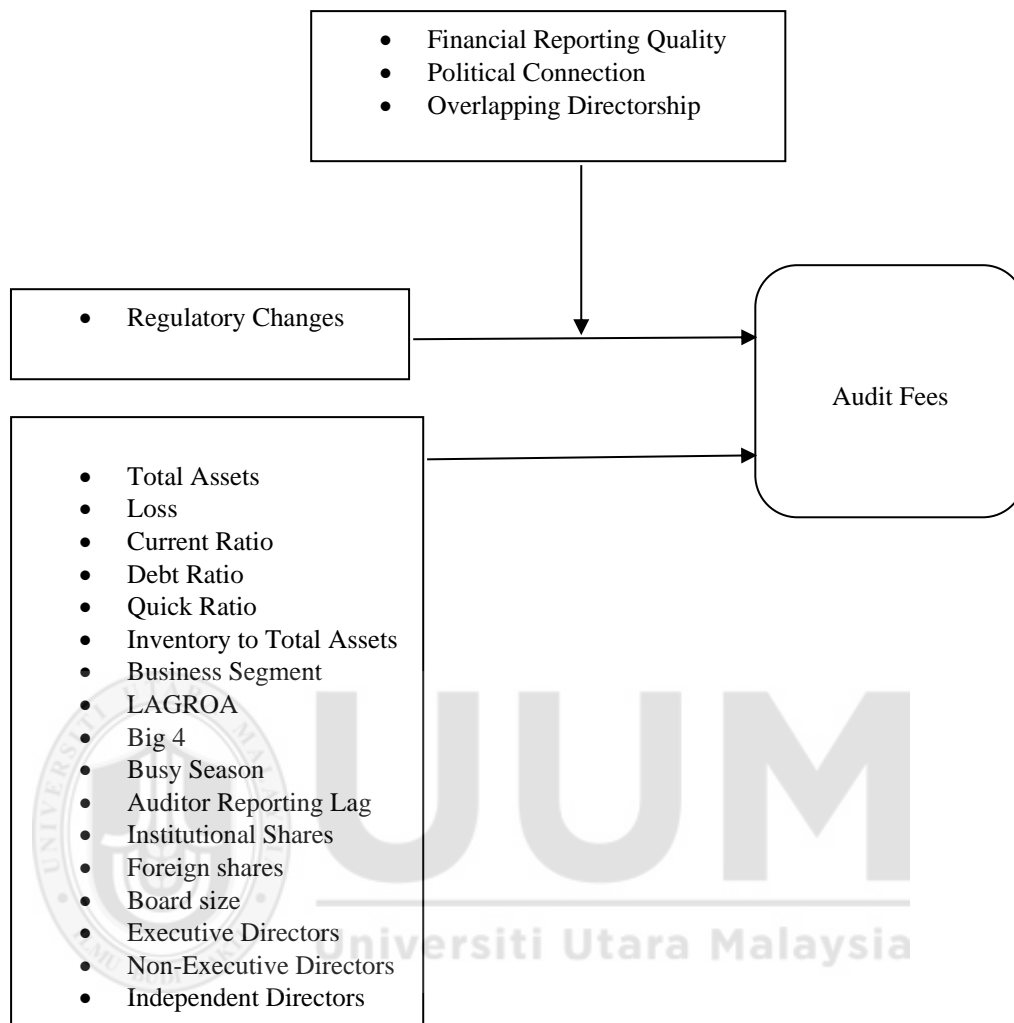 • Financial Reporting Quality
• Political Connection
• Overlapping Directorship
• Regulatory Changes
Audit Fees
• Total Assets
• Loss
• Current Ratio
• Debt Ratio
• Quick Ratio
• Inventory to Total Assets
• Business Segment
• LAGROA
• Big 4
• Busy Season
• Auditor Reporting Lag
• Institutional Shares
• Foreign shares
• Board size
• Executive Directors
• Non-Executive Directors
• Independent Directors
UUM
Universiti Utara Malaysia